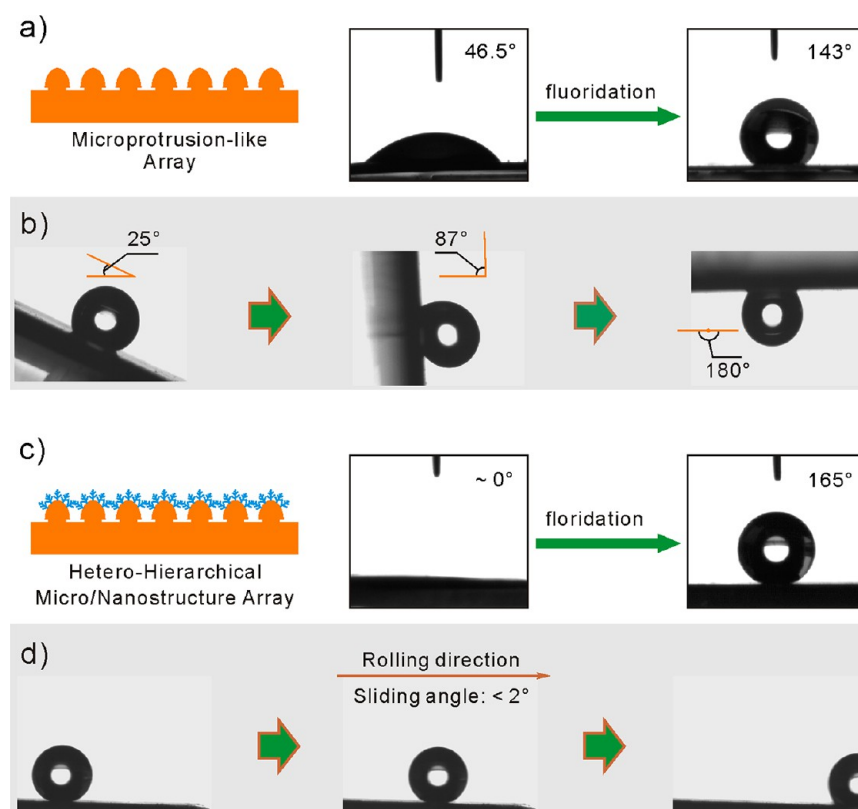 a)
46.5°
143°
fluoridation
Microprotrusion-like
Array
b)
25°
87°
180°
c)
~ 0°
165°
floridation
Hetero-Hierarchical
Micro/Nanostructure Array
d)
Rolling direction
Sliding angle: < 2°